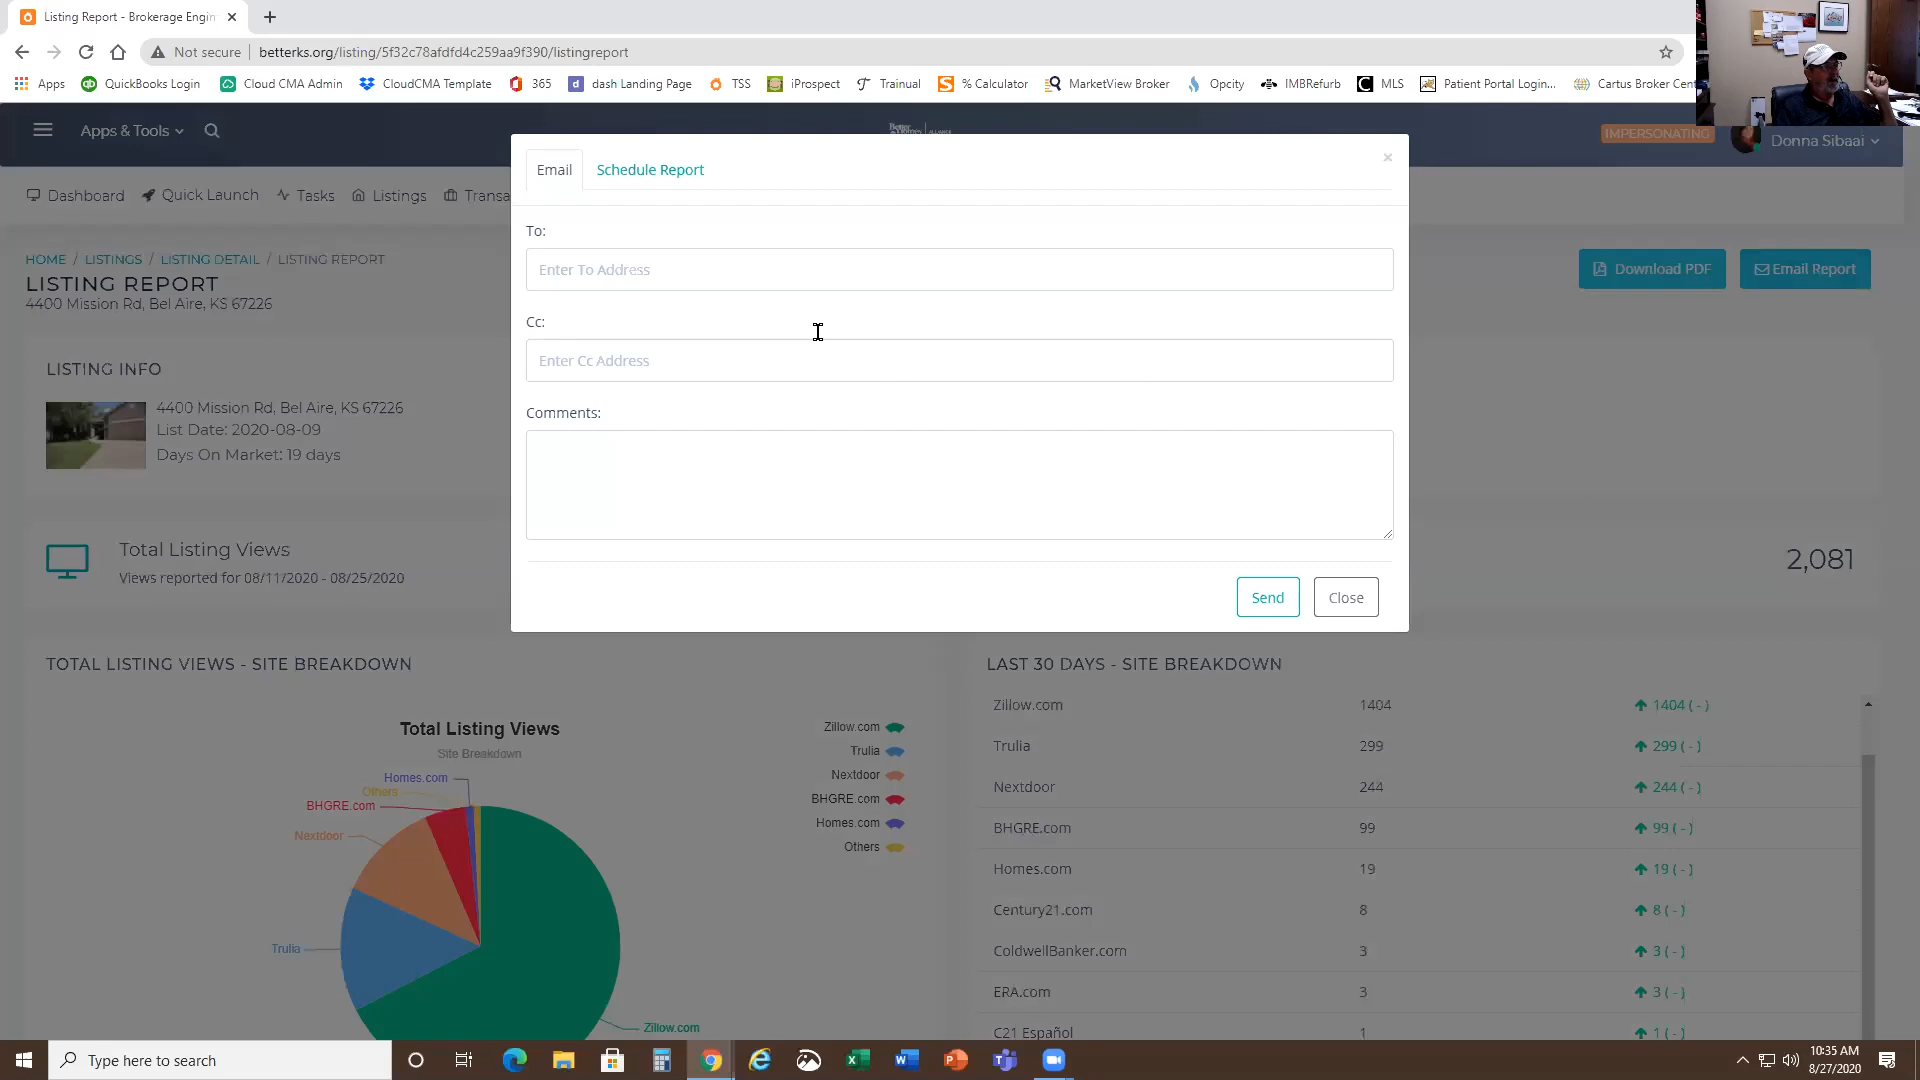 Listing Report - Brokerage Engin
Not secure
betterks.org/listing/5f32c78afdfd4c259aa9f390/listingreport
Apps
QuickBooks Login
Cloud CMA Admin
CloudCMA Template
365
dash Landing Page
TSS
iProspect
Trainual
% Calculator
MarketView Broker
Opcity
IMBRefurb
MLS
Patient Portal Login...
Cartus Broker Cent
Apps & Tools
IMPERSONATING
Donna Sibaai
Dashboard
Quick Launch
Tasks
Listings
Transa
Email
Schedule Report
×
To:
Enter To Address
Cc:
Enter Cc Address
Comments:
Send
Close
HOME / LISTINGS / LISTING DETAIL / LISTING REPORT
LISTING REPORT
4400 Mission Rd, Bel Aire, KS 67226
Download PDF
Email Report
LISTING INFO
4400 Mission Rd, Bel Aire, KS 67226
List Date: 2020-08-09
Days On Market: 19 days
Total Listing Views
Views reported for 08/11/2020 - 08/25/2020
2,081
TOTAL LISTING VIEWS - SITE BREAKDOWN
Total Listing Views
Site Breakdown
Homes.com
Others
BHGRE.com
Nextdoor
Trulia
Zillow.com
Zillow.com
Trulia
Nextdoor
BHGRE.com
Homes.com
Others
LAST 30 DAYS - SITE BREAKDOWN
Zillow.com 1404 1404 ( - )
Trulia 299 299 ( - )
Nextdoor 244 244 ( - )
BHGRE.com 99 99 ( - )
Homes.com 19 19 ( - )
Century21.com 8 8 ( - )
ColdwellBanker.com 3 3 ( - )
ERA.com 3 3 ( - )
C21 Español 1 1 ( - )
Type here to search
10:35 AM
8/27/2020